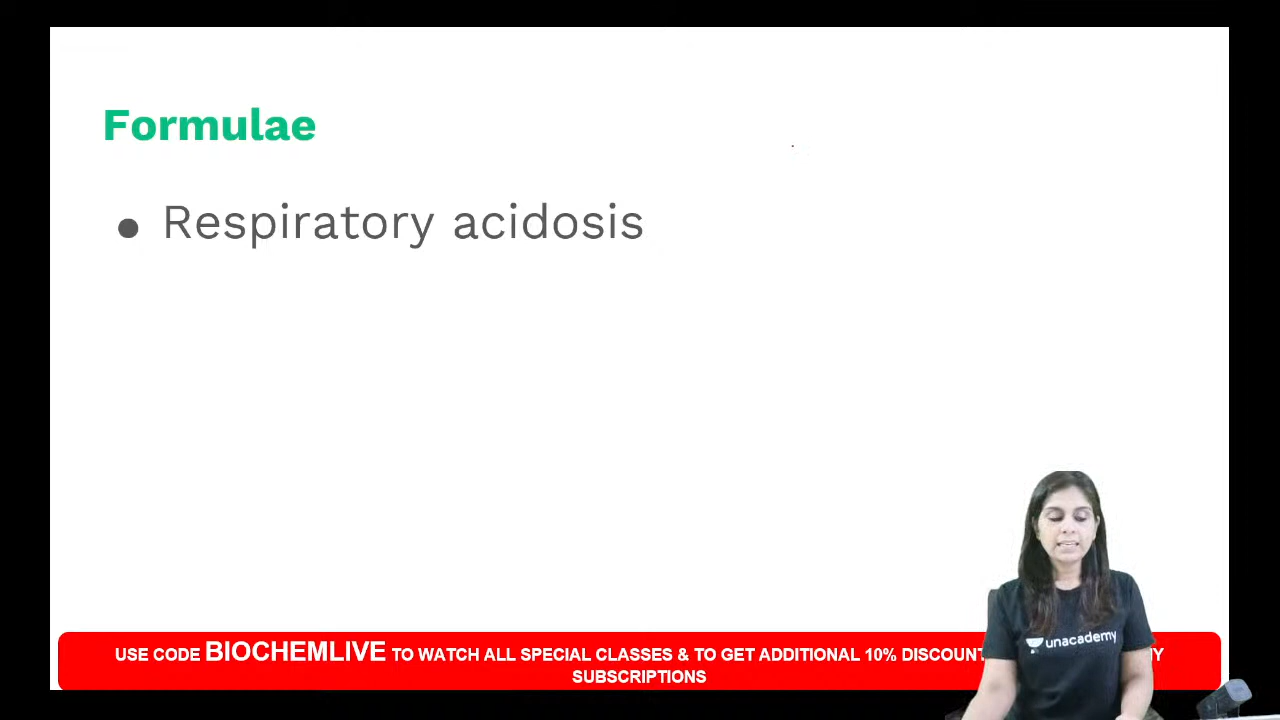 Formulae
● Respiratory acidosis
USE CODE BIOCHEMLIVE TO WATCH ALL SPECIAL CLASSES & TO GET ADDITIONAL 10% DISCOUNT
SUBSCRIPTIONS
unacademy